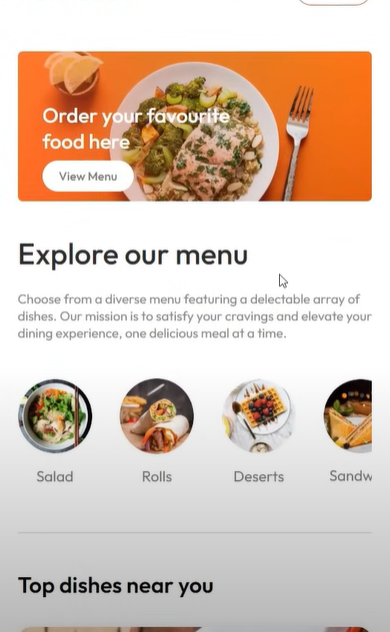 Order your favourite
food here
View Menu
Explore our menu
Choose from a diverse menu featuring a delectable array of
dishes. Our mission is to satisfy your cravings and elevate your
dining experience, one delicious meal at a time.
Salad
Rolls
Deserts
Sandw
Top dishes near you